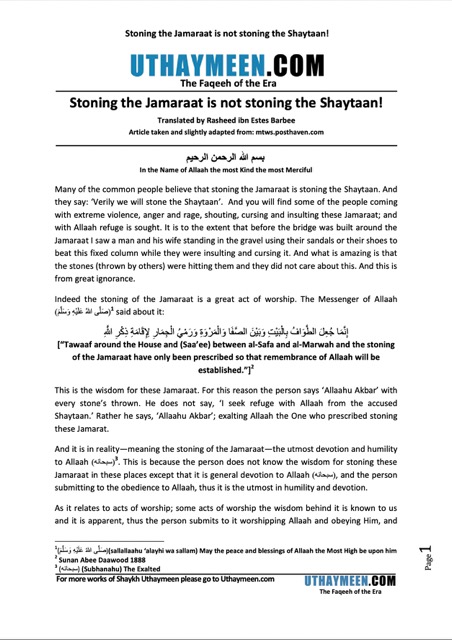 Stoning the Jamaraat is not stoning the Shaytaan!
UTHAYMEEN.COM
The Faqeeh of the Era
Stoning the Jamaraat is not stoning the Shaytaan!
Translated by Rasheed ibn Estes Barbee
Article taken and slightly adapted from: mtws.posthaven.com
بسم الله الرحمن الرحيم
In the Name of Allaah the most Kind the most Merciful
Many of the common people believe that stoning the Jamaraat is stoning the Shaytaan. And
they say: ‘Verily we will stone the Shaytaan’. And you will find some of the people coming
with extreme violence, anger and rage, shouting, cursing and insulting these Jamaraat; and
with Allaah refuge is sought. It is to the extent that before the bridge was built around the
Jamaraat I saw a man and his wife standing in the gravel using their sandals or their shoes to
beat this fixed column while they were insulting and cursing it. And what is amazing is that
the stones (thrown by others) were hitting them and they did not care about this. And this is
from great ignorance.
Indeed the stoning of the Jamaraat is a great act of worship. The Messenger of Allaah
(صَلَّى اللهُ عَلَيْهِ وَسَلَّمَ)1 said about it:
إِنَّمَا جُعِلَ الطَّوَافُ بِالْبَيْتِ وَبَيْنَ الصَّفَا وَالْمَرْوَةِ وَرَمْيُ الْجِمَارِ لإِقَامَةِ ذِكْرِ اللَّهِ
[“Tawaaf around the House and (Saa’ee) between al-Safa and al-Marwah and the stoning
of the Jamaraat have only been prescribed so that remembrance of Allaah will be
established.”]2
This is the wisdom for these Jamaraat. For this reason the person says ‘Allaahu Akbar’ with
every stone’s thrown. He does not say, ‘I seek refuge with Allaah from the accused
Shaytaan.’ Rather he says, ‘Allaahu Akbar’; exalting Allaah the One who prescribed stoning
these Jamarat.
And it is in reality—meaning the stoning of the Jamaraat—the utmost devotion and humility
to Allaah (سبحانه)3. This is because the person does not know the wisdom for stoning these
Jamaraat in these places except that it is general devotion to Allaah (سبحانه), and the person
submitting to the obedience to Allaah, thus it is the utmost in humility and devotion.
As it relates to acts of worship; some acts of worship the wisdom behind it is known to us
and it is apparent, thus the person submits to it worshipping Allaah and obeying Him, and
1 (صَلَّى اللهُ عَلَيْهِ وَسَلَّمَ)(sallallaahu ‘alayhi wa sallam) May the peace and blessings of Allaah the Most High be upon him
2 Sunan Abee Daawood 1888
3 (سبحانه) (Subhanahu) The Exalted
For more works of Shaykh Uthaymeen please go to Uthaymeen.com
UTHAYMEEN.COM
The Faqeeh of the Era
Page 1